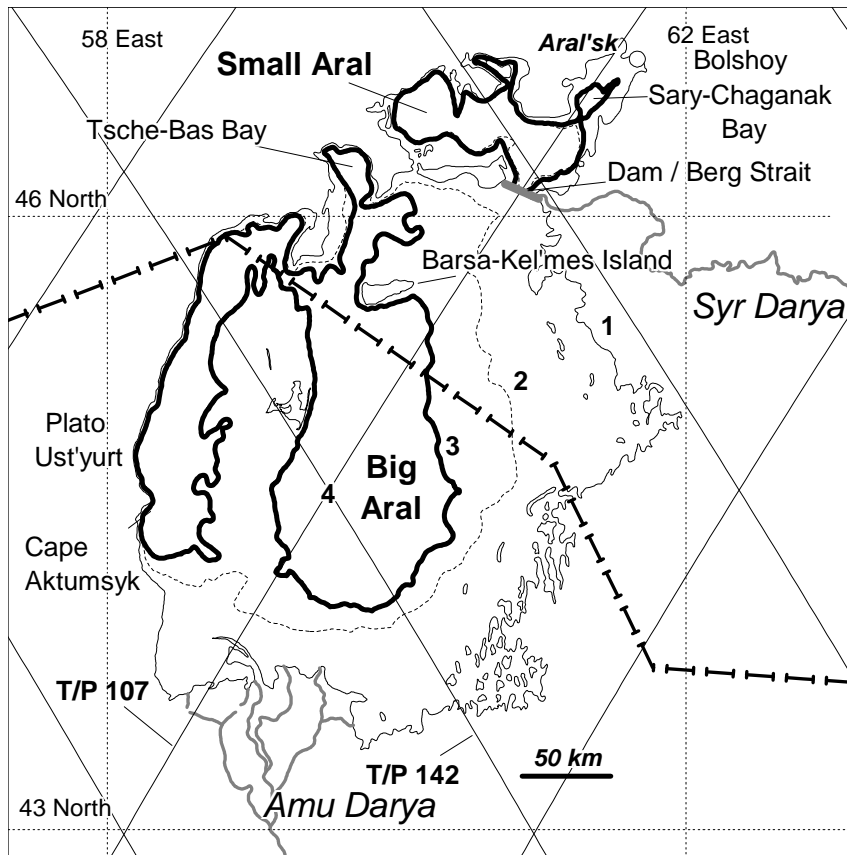 58 East
Aral'sk
62 East
Small Aral
Bolshoy
Sary-Chaganak
Bay
Tsche-Bas Bay
Dam / Berg Strait
46 North
Barsa-Kel'mes Island
Syr Darya
1
2
3
Plato
Ust'yurt
Big
Aral
4
Cape
Aktumsyk
T/P 107
50 km
T/P 142
Amu Darya
43 North